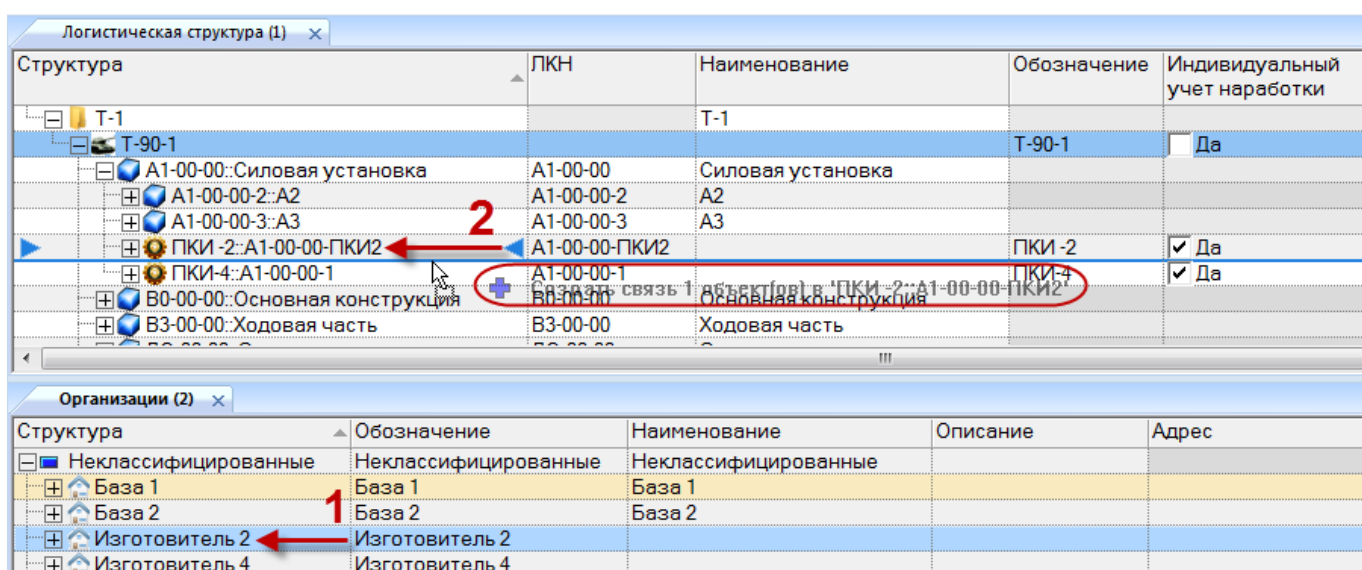 Логистическая структура (1)
Структура ЛКН Наименование Обозначение Индивидуальный
учет наработки
Т-1 Т-1
Т-90-1 Т-90-1 Да
А1-00-00::Силовая установка А1-00-00 Силовая установка
А1-00-00-2::А2 А1-00-00-2 А2
А1-00-00-3::А3 А1-00-00-3 А3
2
ПКИ -2::А1-00-00-ПКИ2 А1-00-00-ПКИ2 ПКИ -2 Да
ПКИ-4::А1-00-00-1 А1-00-00-1 ПКИ-4 Да
Создать связь 1 объект(ов) в 'ПКИ -2::А1-00-00-ПКИ2'
В0-00-00::Основная конструкция В0-00-00 Основная конструкция
В3-00-00::Ходовая часть В3-00-00 Ходовая часть
Организации (2)
Структура Обозначение Наименование Описание Адрес
Неклассифицированные Неклассифицированные Неклассифицированные
База 1 База 1 База 1
1
База 2 База 2 База 2
Изготовитель 2 Изготовитель 2
Изготовитель 4 Изготовитель 4